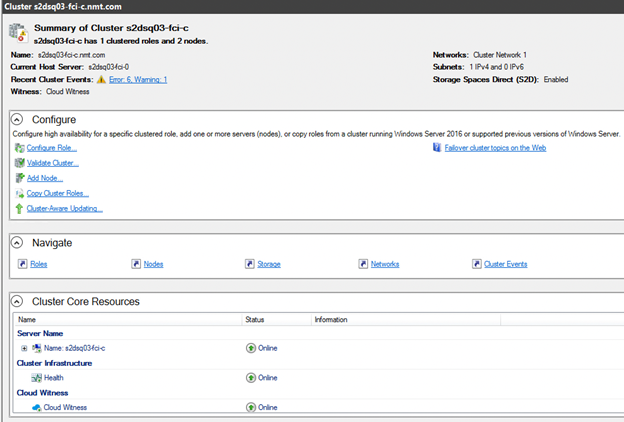 Cluster s2dsq03-fci-c.nmt.com
Summary of Cluster s2dsq03-fci-c
s2dsq03-fci-c has 1 clustered roles and 2 nodes.
Name: s2dsq03-fci-c.nmt.com
Networks: Cluster Network 1
Current Host Server: s2dsq03-fci-0
Subnets: 1 IPv4 and 0 IPv6
Recent Cluster Events: Error: 6, Warning: 1
Storage Spaces Direct (S2D): Enabled
Witness: Cloud Witness
Configure
Configure high availability for a specific clustered role, add one or more servers (nodes), or copy roles from a cluster running Windows Server 2016 or supported previous versions of Windows Server.
Configure Role...
Failover cluster topics on the Web
Validate Cluster...
Add Node...
Copy Cluster Roles...
Cluster-Aware Updating...
Navigate
Roles Nodes Storage Networks Cluster Events
Cluster Core Resources
Name Status Information
Server Name
Name: s2dsq03-fci-c Online
Cluster Infrastructure
Health Online
Cloud Witness
Cloud Witness Online